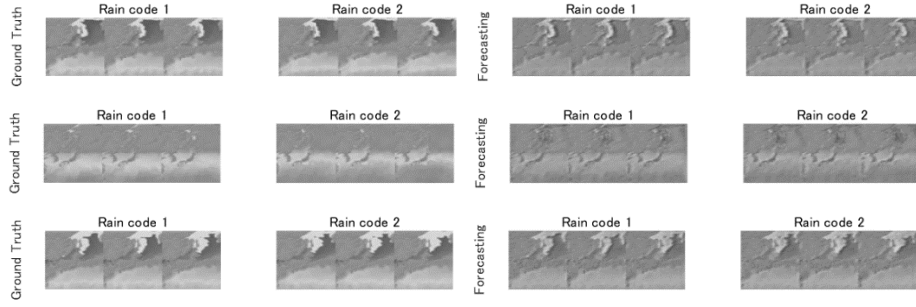 Ground Truth
Rain code 1
Rain code 2
Forecasting
Rain code 1
Rain code 2
Ground Truth
Rain code 1
Rain code 2
Forecasting
Rain code 1
Rain code 2
Ground Truth
Rain code 1
Rain code 2
Forecasting
Rain code 1
Rain code 2